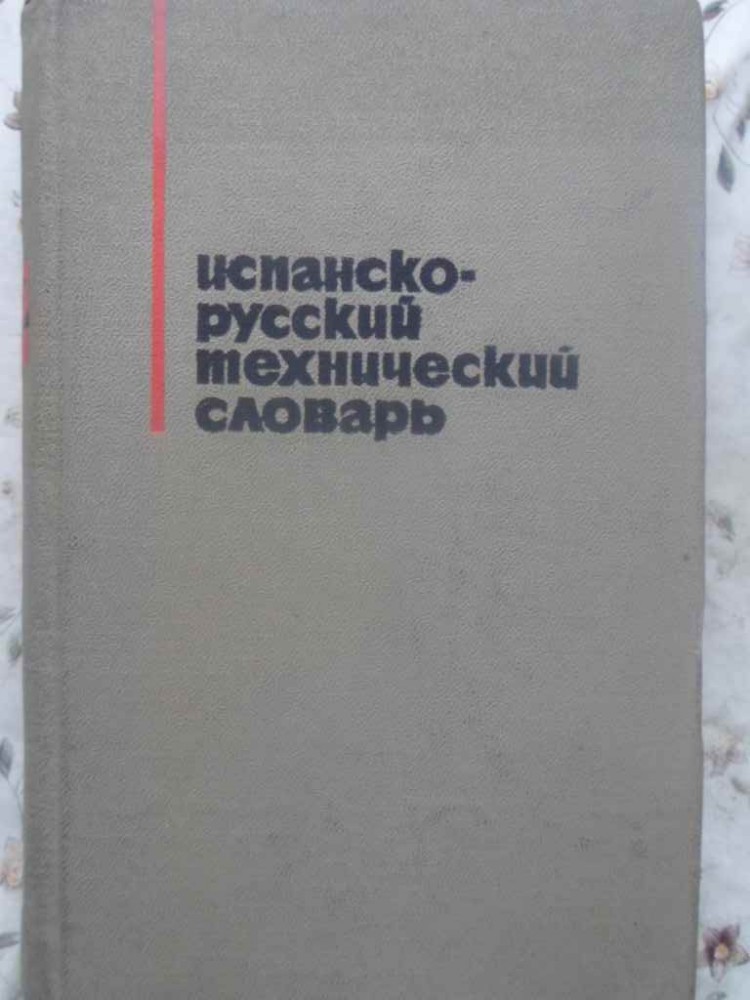 испанско-
русский
технический
словарь